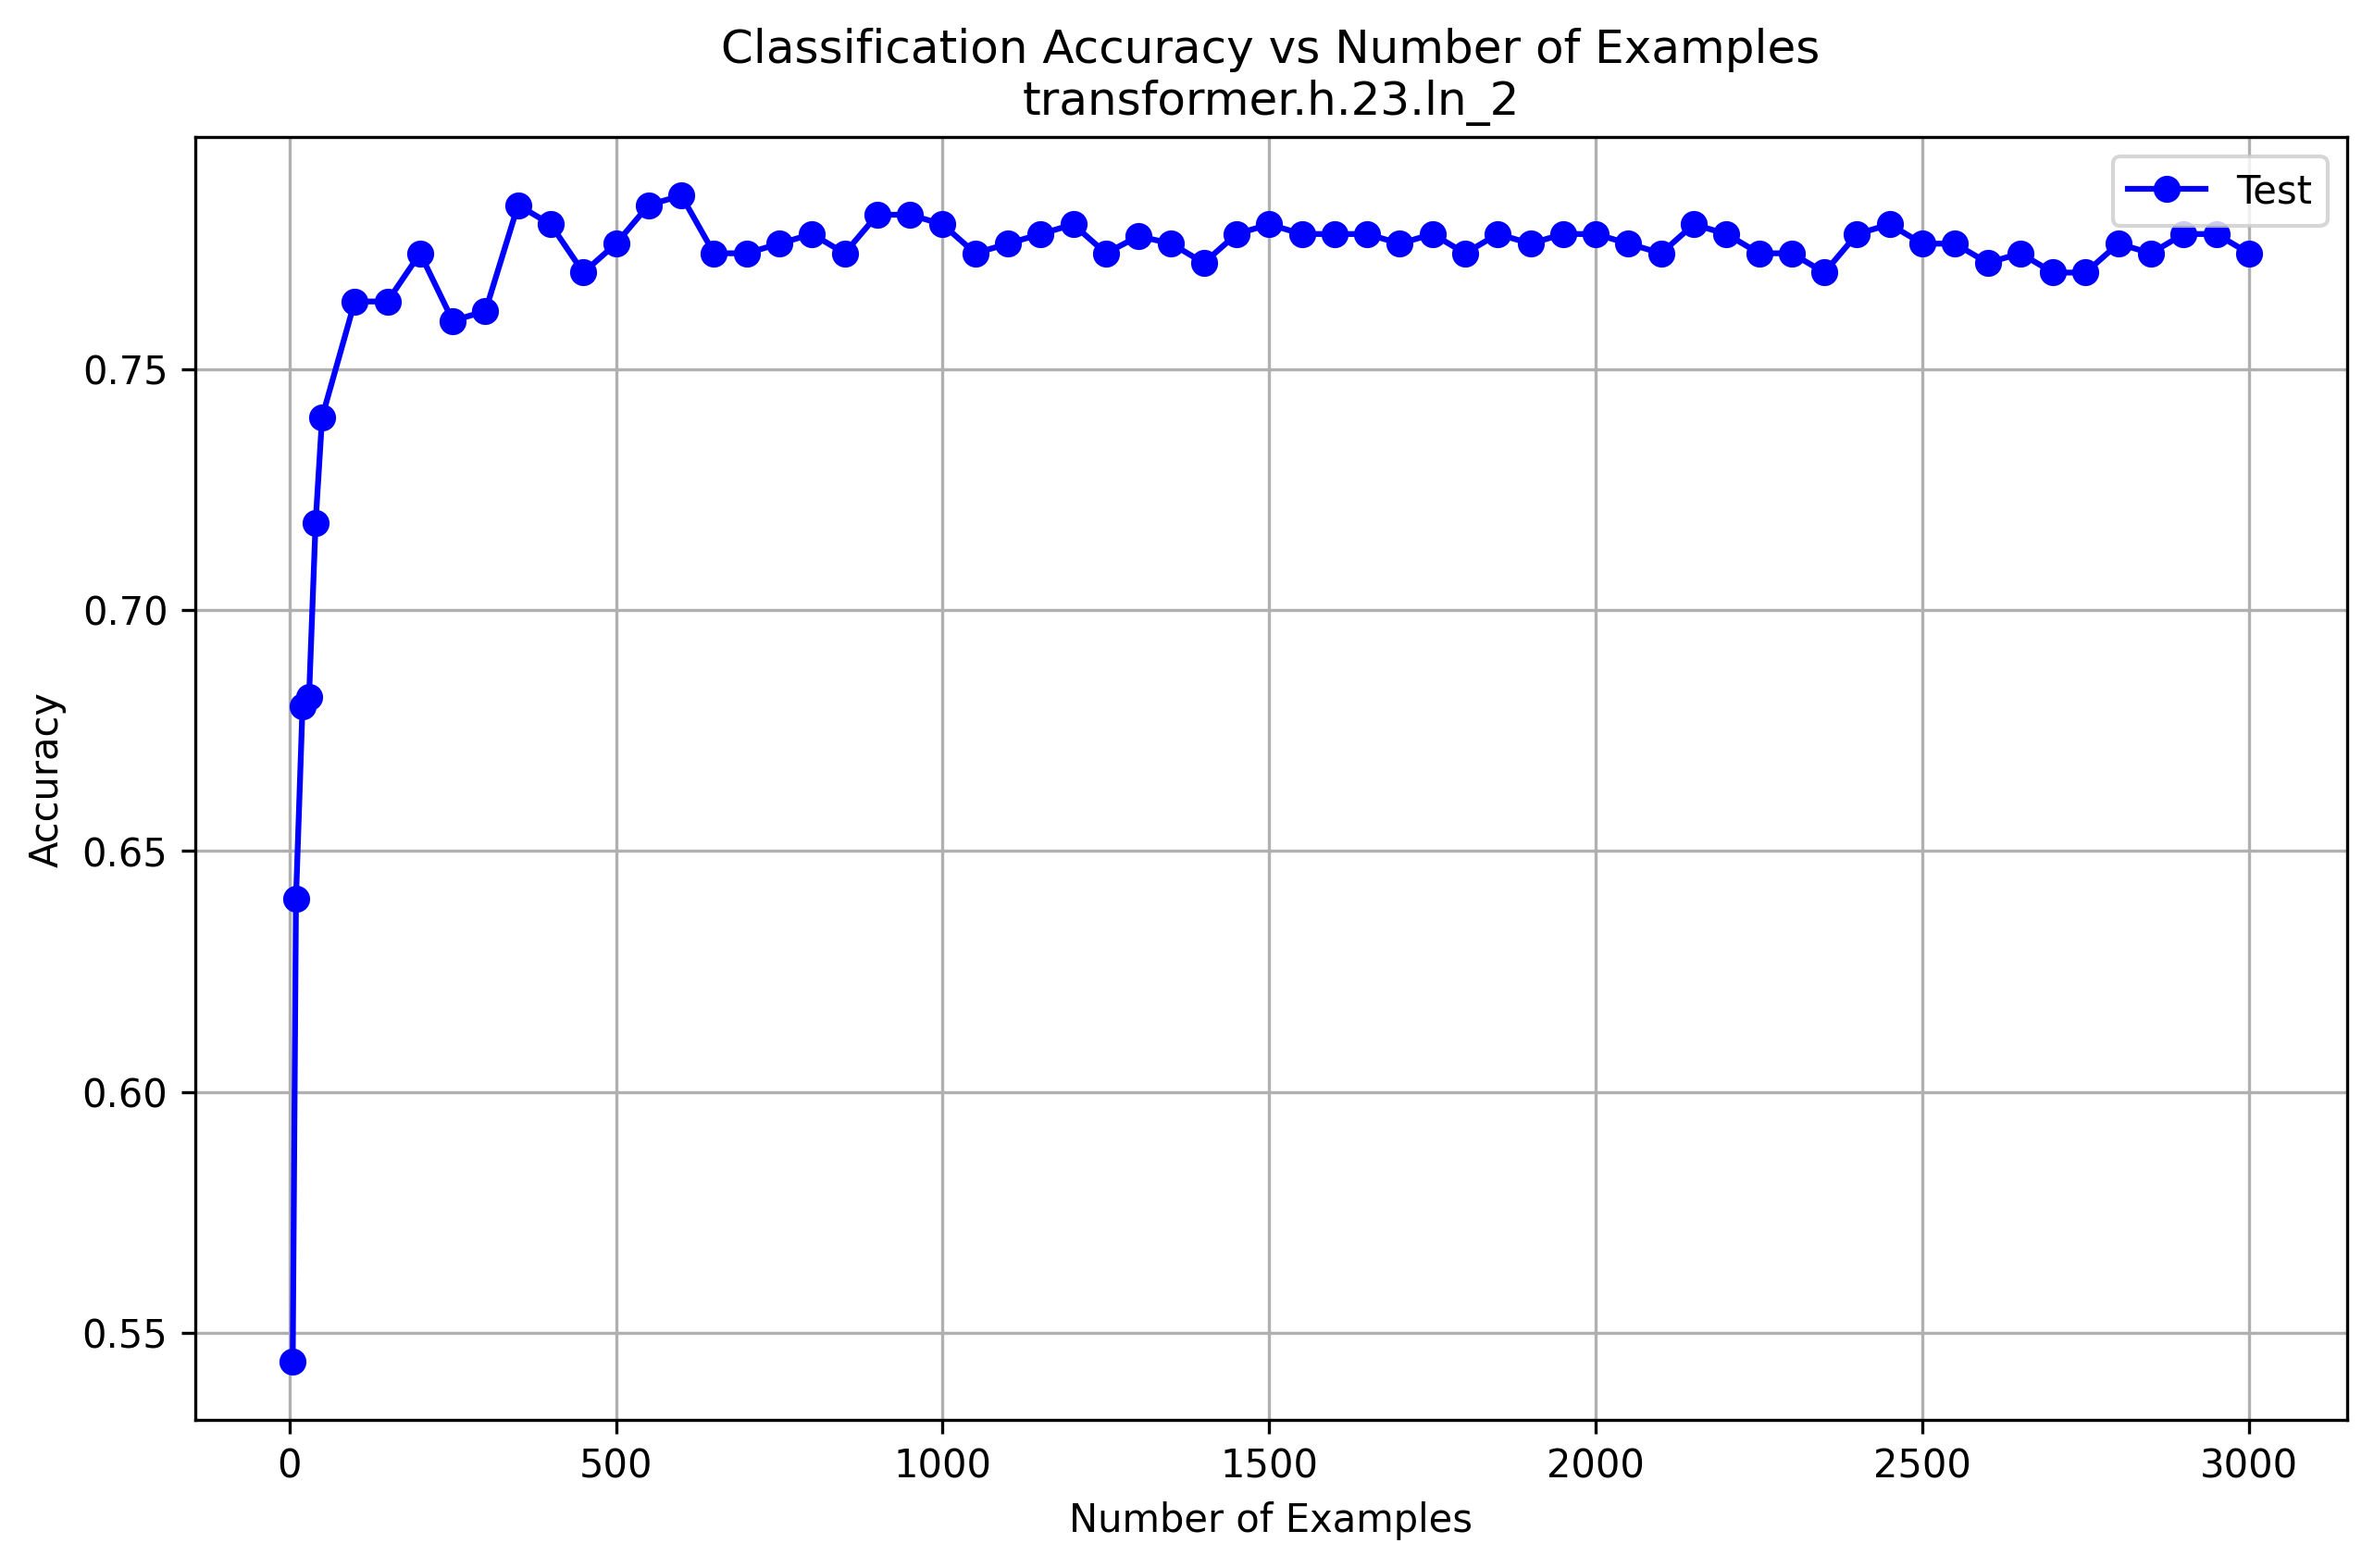 Classification Accuracy vs Number of Examples
transformer.h.23.ln_2
Test
0.75
0.70
0.65
0.60
0.55
Accuracy
0 500 1000 1500 2000 2500 3000
Number of Examples